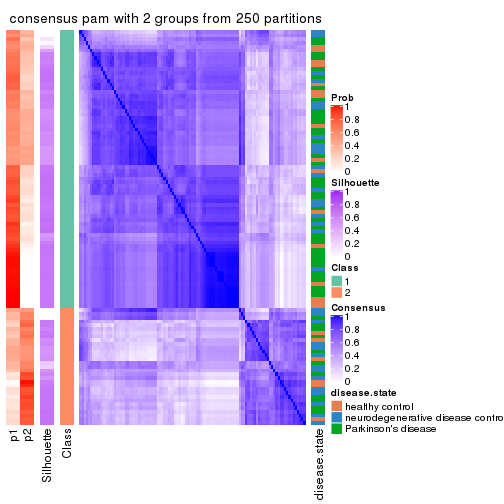 consensus pam with 2 groups from 250 partitions
Prob
1
0.8
0.6
0.4
0.2
0
Silhouette
1
0.8
0.6
0.4
0.2
0
Class
1
2
Consensus
1
0.8
0.6
0.4
0.2
0
disease.state
healthy control
neurodegenerative disease contro
Parkinson's disease
p1
p2
Silhouette
Class
disease.state